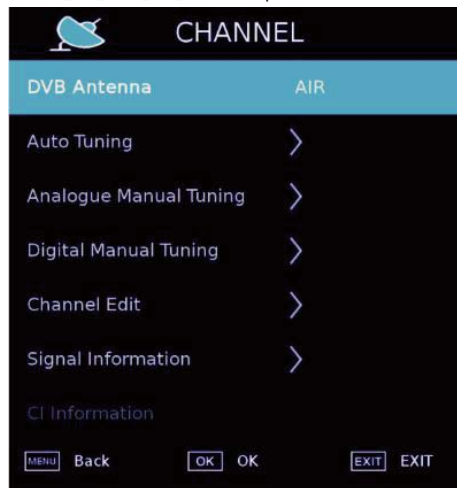 CHANNEL
DVB Antenna AIR
Auto Tuning
Analogue Manual Tuning
Digital Manual Tuning
Channel Edit
Signal Information
CI Information
MENU Back OK OK EXIT EXIT